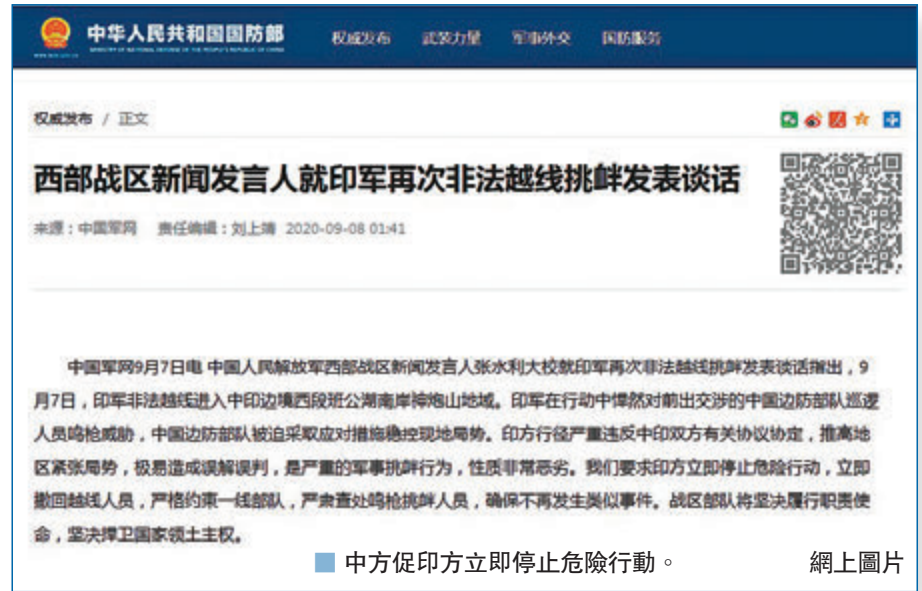 中华人民共和国国防部
MINISTRY OF NATIONAL DEFENSE OF THE PEOPLE'S REPUBLIC OF CHINA
权威发布 武装力量 军事外交 国防服务
权威发布 / 正文
西部战区新闻发言人就印军再次非法越线挑衅发表谈话
来源：中国军网 责任编辑：刘上靖 2020-09-08 01:41
中国军网9月7日电 中国人民解放军西部战区新闻发言人张水利大校就印军再次非法越线挑衅发表谈话指出，9
月7日，印军非法越线进入中印边境西段班公湖南岸神炮山地域。印军在行动中悍然对前出交涉的中国边防部队巡逻
人员鸣枪威胁，中国边防部队被迫采取应对措施稳控现地局势。印方行径严重违反中印双方有关协议协定，推高地
区紧张局势，极易造成误解误判，是严重的军事挑衅行为，性质非常恶劣。我们要求印方立即停止危险行动，立即
撤回越线人员，严格约束一线部队，严肃查处鸣枪挑衅人员，确保不再发生类似事件。战区部队将坚决履行职责使
命，坚决捍卫国家领土主权。
中方促印方立即停止危險行動。 網上圖片